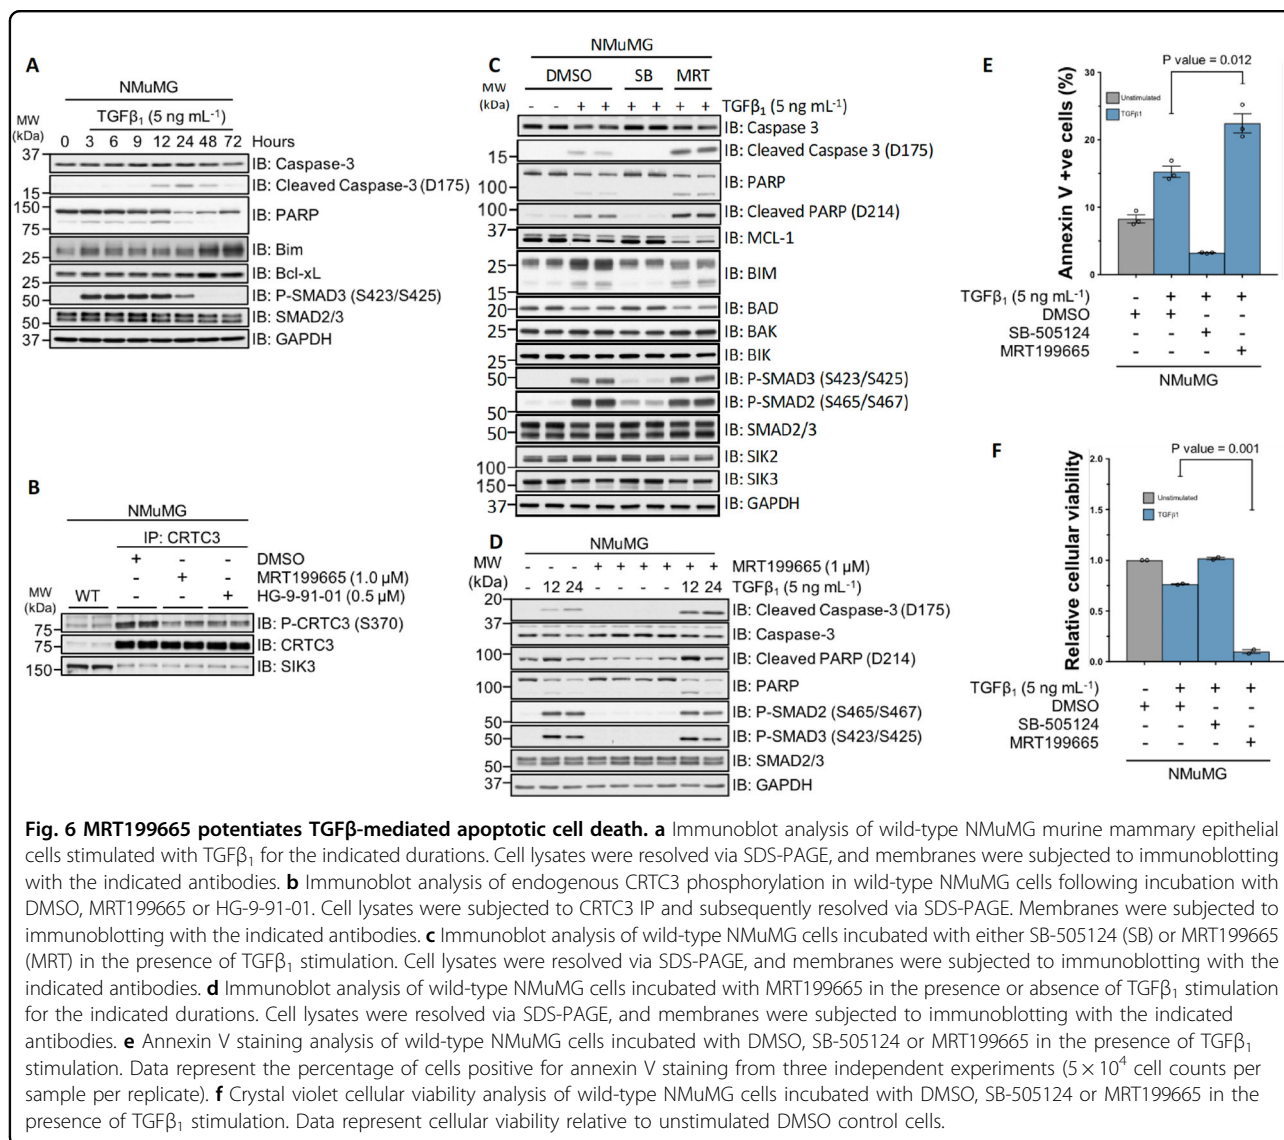 A
NMuMG
MW
(kDa)
TGFβ₁ (5 ng mL⁻¹)
0 3 6 9 12 24 48 72 Hours
37
IB: Caspase-3
15
IB: Cleaved Caspase-3 (D175)
150
IB: PARP
75
50
IB: Bim
25
IB: Bcl-xL
50
IB: P-SMAD3 (S423/S425)
50
IB: SMAD2/3
37
IB: GAPDH
B
NMuMG
IP: CRTC3
+ - - DMSO
- + - MRT199665 (1.0 μM)
- - + HG-9-91-01 (0.5 μM)
MW
(kDa)
WT
75
IB: P-CRTC3 (S370)
75
IB: CRTC3
150
IB: SIK3
C
NMuMG
MW
(kDa)
DMSO SB MRT
- - + + + + + + TGFβ₁ (5 ng mL⁻¹)
IB: Caspase 3
15
IB: Cleaved Caspase 3 (D175)
100
IB: PARP
100
IB: Cleaved PARP (D214)
37
IB: MCL-1
25
IB: BIM
15
20
IB: BAD
25
IB: BAK
25
IB: BIK
50
IB: P-SMAD3 (S423/S425)
50
IB: P-SMAD2 (S465/S467)
50
IB: SMAD2/3
100
IB: SIK2
150
IB: SIK3
37
IB: GAPDH
D
NMuMG
MW
(kDa)
- - - + + + + + + MRT199665 (1 μM)
- 12 24 - - - - 12 24 TGFβ₁ (5 ng mL⁻¹)
20
IB: Cleaved Caspase-3 (D175)
37
IB: Caspase-3
100
IB: Cleaved PARP (D214)
100
IB: PARP
50
IB: P-SMAD2 (S465/S467)
50
IB: P-SMAD3 (S423/S425)
50
IB: SMAD2/3
37
IB: GAPDH
E
P value = 0.012
Annexin V +ve cells (%)
30
20
10
0
Unstimulated
TGFβ1
TGFβ₁ (5 ng mL⁻¹) - + + +
DMSO + + - -
SB-505124 - - + -
MRT199665 - - - +
NMuMG
F
P value = 0.001
Relative cellular viability
2.0
1.5
1.0
0.5
0.0
Unstimulated
TGFβ1
TGFβ₁ (5 ng mL⁻¹) - + + +
DMSO + + - -
SB-505124 - - + -
MRT199665 - - - +
NMuMG
Fig. 6 MRT199665 potentiates TGFβ-mediated apoptotic cell death. a Immunoblot analysis of wild-type NMuMG murine mammary epithelial
cells stimulated with TGFβ₁ for the indicated durations. Cell lysates were resolved via SDS-PAGE, and membranes were subjected to immunoblotting
with the indicated antibodies. b Immunoblot analysis of endogenous CRTC3 phosphorylation in wild-type NMuMG cells following incubation with
DMSO, MRT199665 or HG-9-91-01. Cell lysates were subjected to CRTC3 IP and subsequently resolved via SDS-PAGE. Membranes were subjected to
immunoblotting with the indicated antibodies. c Immunoblot analysis of wild-type NMuMG cells incubated with either SB-505124 (SB) or MRT199665
(MRT) in the presence of TGFβ₁ stimulation. Cell lysates were resolved via SDS-PAGE, and membranes were subjected to immunoblotting with the
indicated antibodies. d Immunoblot analysis of wild-type NMuMG cells incubated with MRT199665 in the presence or absence of TGFβ₁ stimulation
for the indicated durations. Cell lysates were resolved via SDS-PAGE, and membranes were subjected to immunoblotting with the indicated
antibodies. e Annexin V staining analysis of wild-type NMuMG cells incubated with DMSO, SB-505124 or MRT199665 in the presence of TGFβ₁
stimulation. Data represent the percentage of cells positive for annexin V staining from three independent experiments (5 × 10⁴ cell counts per
sample per replicate). f Crystal violet cellular viability analysis of wild-type NMuMG cells incubated with DMSO, SB-505124 or MRT199665 in the
presence of TGFβ₁ stimulation. Data represent cellular viability relative to unstimulated DMSO control cells.